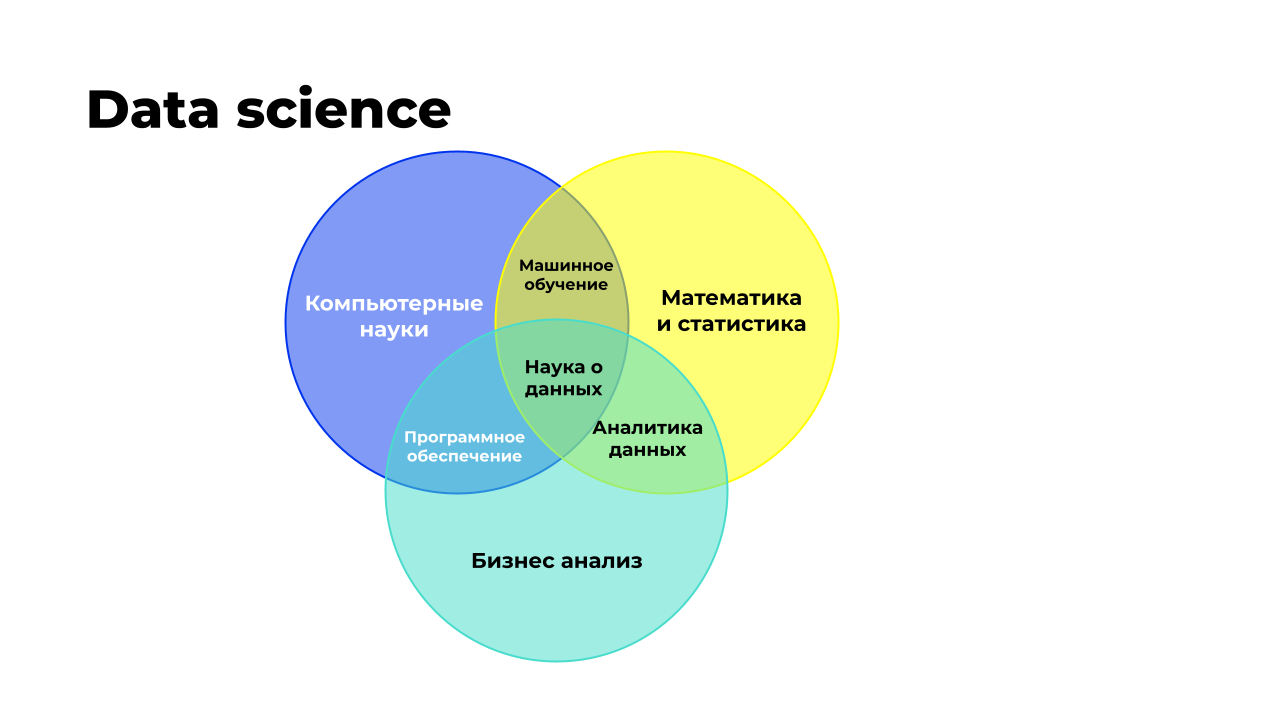 Data science
Машинное
обучение
Компьютерные
науки
Математика
и статистика
Наука о
данных
Аналитика
данных
Программное
обеспечение
Бизнес анализ